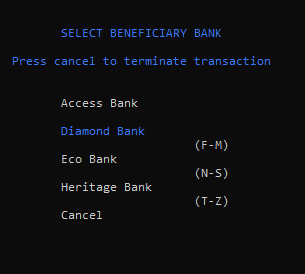 SELECT BENEFICIARY BANK
Press cancel to terminate transaction
Access Bank
Diamond Bank
(F-M)
Eco Bank
(N-S)
Heritage Bank
(T-Z)
Cancel